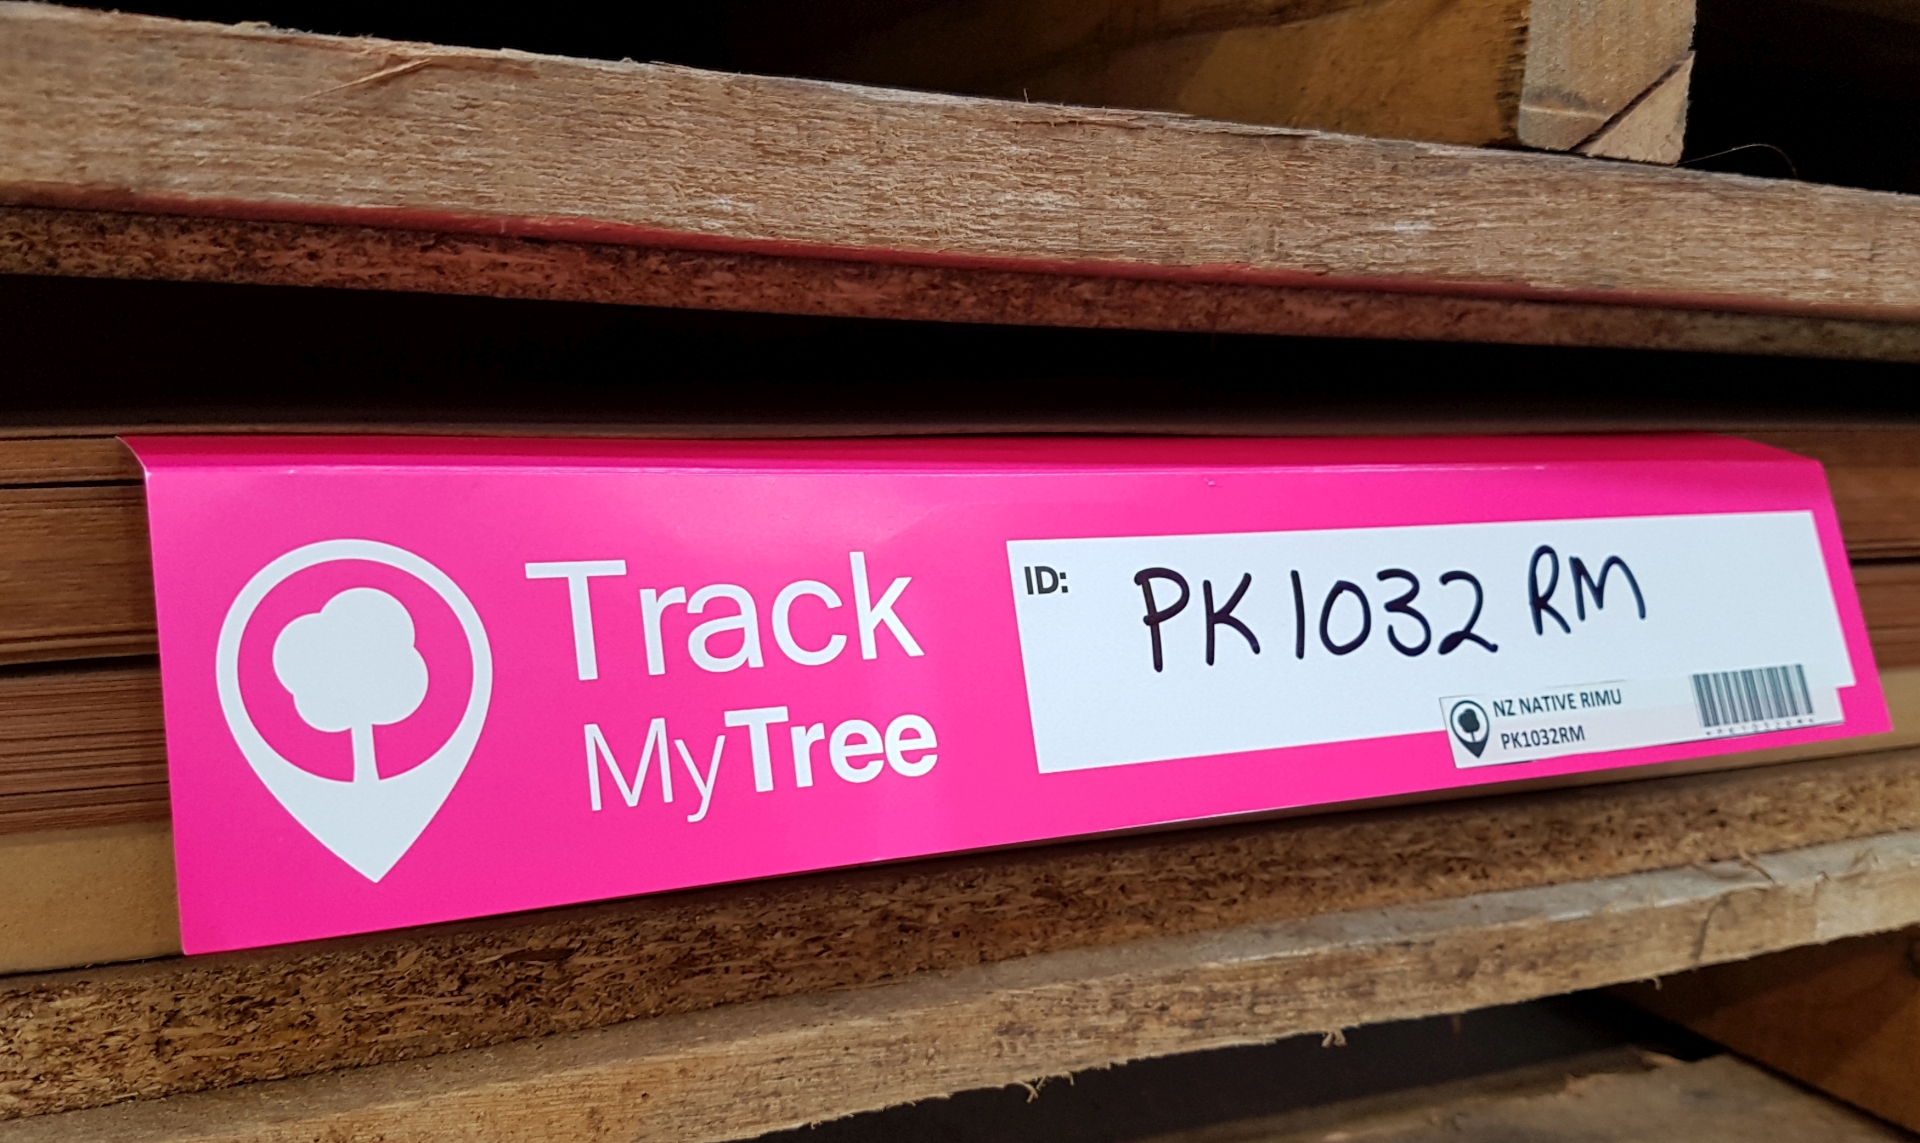 Track
MyTree
ID: PK1032 RM
NZ NATIVE RIMU
PK1032RM